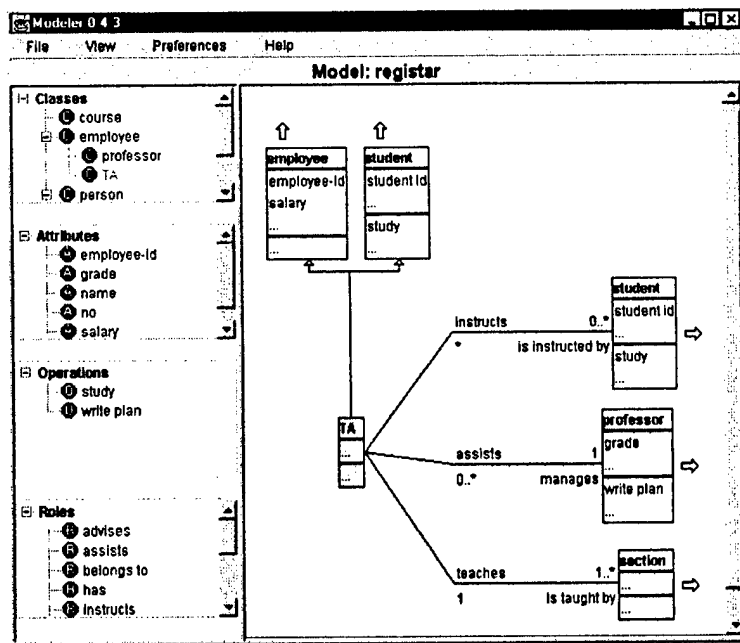 Modeler 0 4 3
File View Preferences Help
Model: registar
Classes
course
employee
professor
TA
person
Attributes
employee-id
grade
name
no
salary
Operations
study
write plan
Roles
advises
assists
belongs to
has
instructs
employee
employee-id
salary
...
...
student
student id
...
study
...
TA
...
...
instructs 0..*
* is instructed by
student
student id
...
study
...
assists 1
0..* manages
professor
grade
...
write plan
...
teaches 1..*
1 is taught by
section
...
...